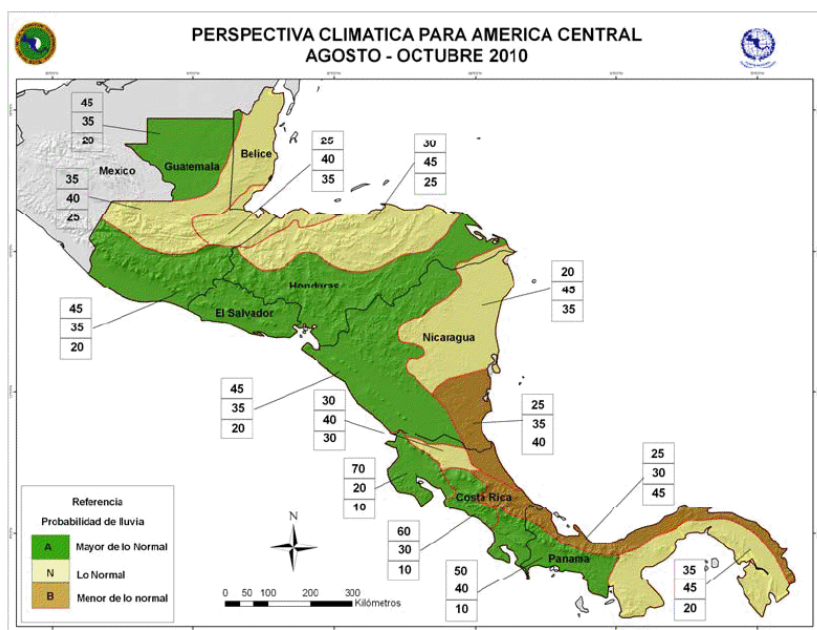 PERSPECTIVA CLIMATICA PARA AMERICA CENTRAL
AGOSTO - OCTUBRE 2010
45
35
20
Guatemala
Belice
Mexico
25
40
35
30
45
25
35
40
25
Honduras
El Salvador
Nicaragua
20
45
35
45
35
20
45
35
20
30
40
30
25
35
40
70
20
10
Costa Rica
25
30
45
60
30
10
Panama
50
40
10
35
45
20
Referencia
Probabilidad de lluvia
A Mayor de lo Normal
N Lo Normal
B Menor de lo normal
N
0 50 100 200 300
Kilómetros